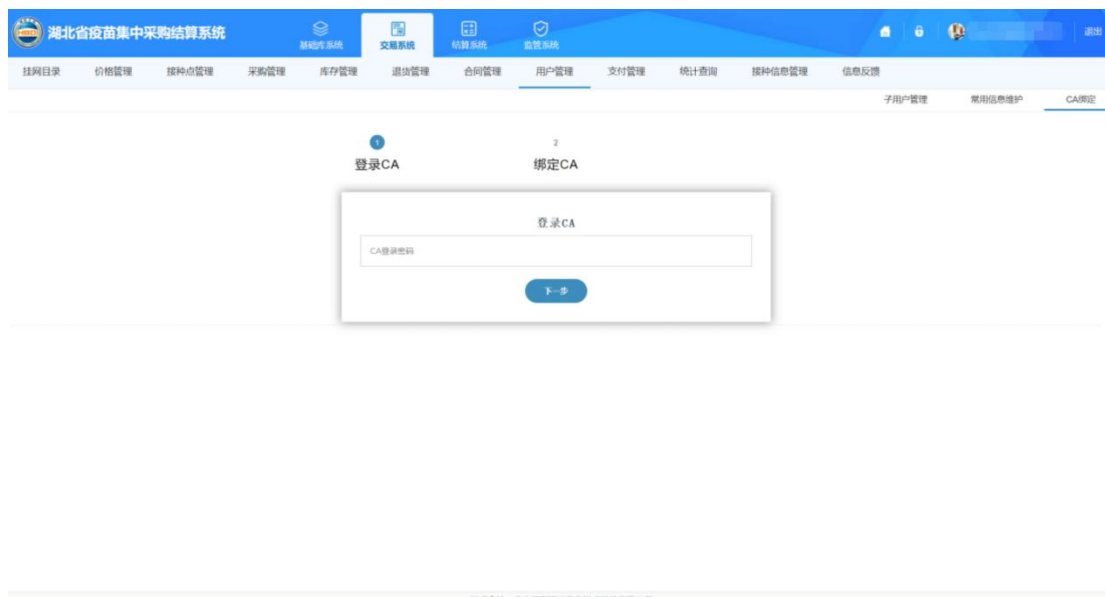 湖北省疫苗集中采购结算系统
基础库系统 交易系统 结算系统 监管系统 退出
挂网目录 价格管理 接种点管理 采购管理 库存管理 退货管理 合同管理 用户管理 支付管理 统计查询 接种信息管理 信息反馈
子用户管理 常用信息维护 CA绑定
1 2
登录CA 绑定CA
登录CA
CA登录密码
下一步